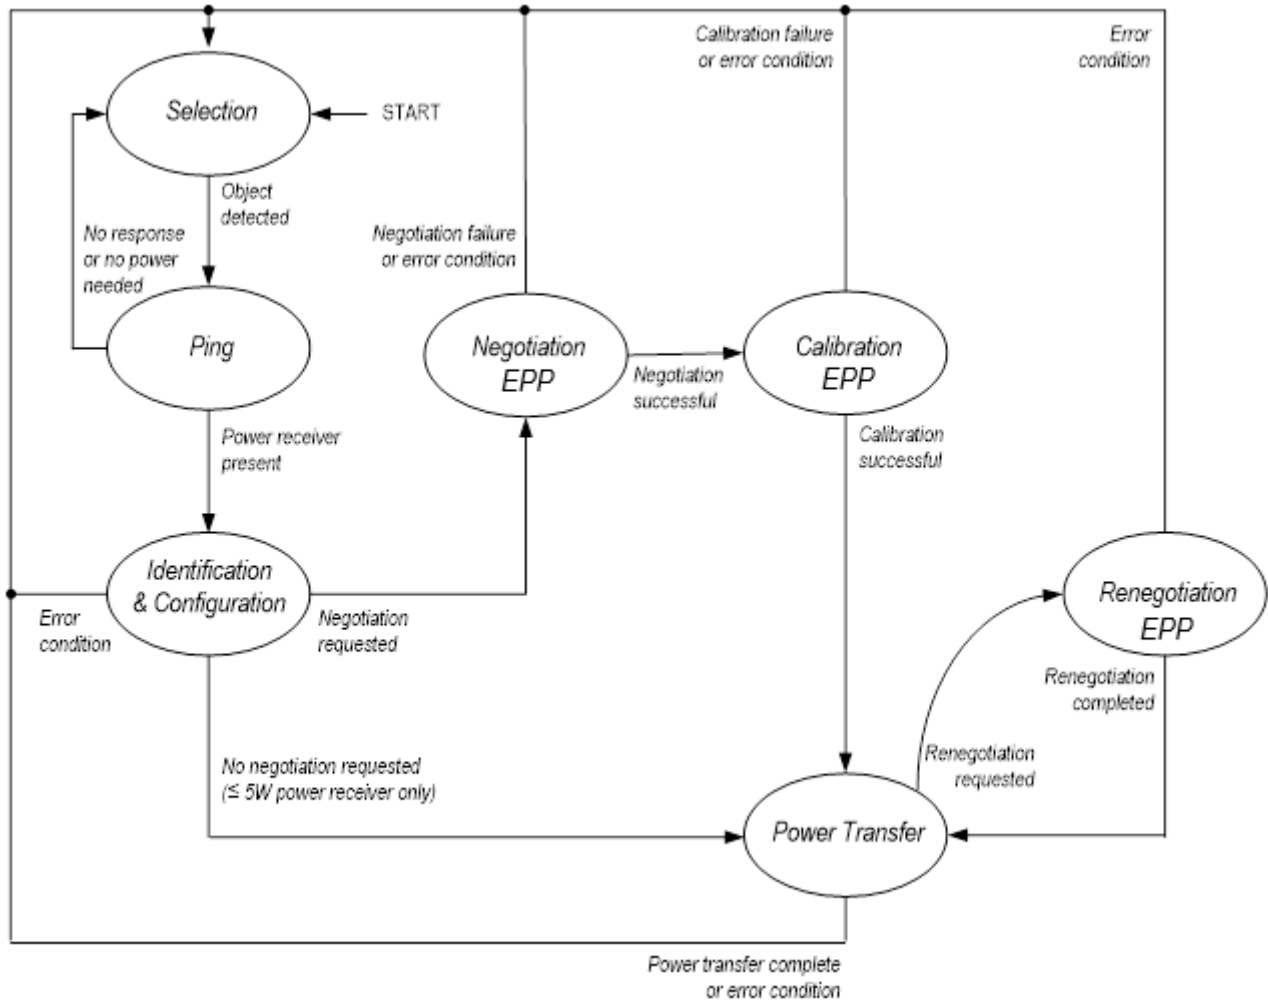 Calibration failure
or error condition
Error
condition
Selection
START
Object
detected
No response
or no power
needed
Negotiation failure
or error condition
Ping
Negotiation
EPP
Negotiation
successful
Calibration
EPP
Power receiver
present
Calibration
successful
Identification
& Configuration
Error
condition
Negotiation
requested
Renegotiation
EPP
Renegotiation
completed
No negotiation requested
(≤ 5W power receiver only)
Renegotiation
requested
Power Transfer
Power transfer complete
or error condition